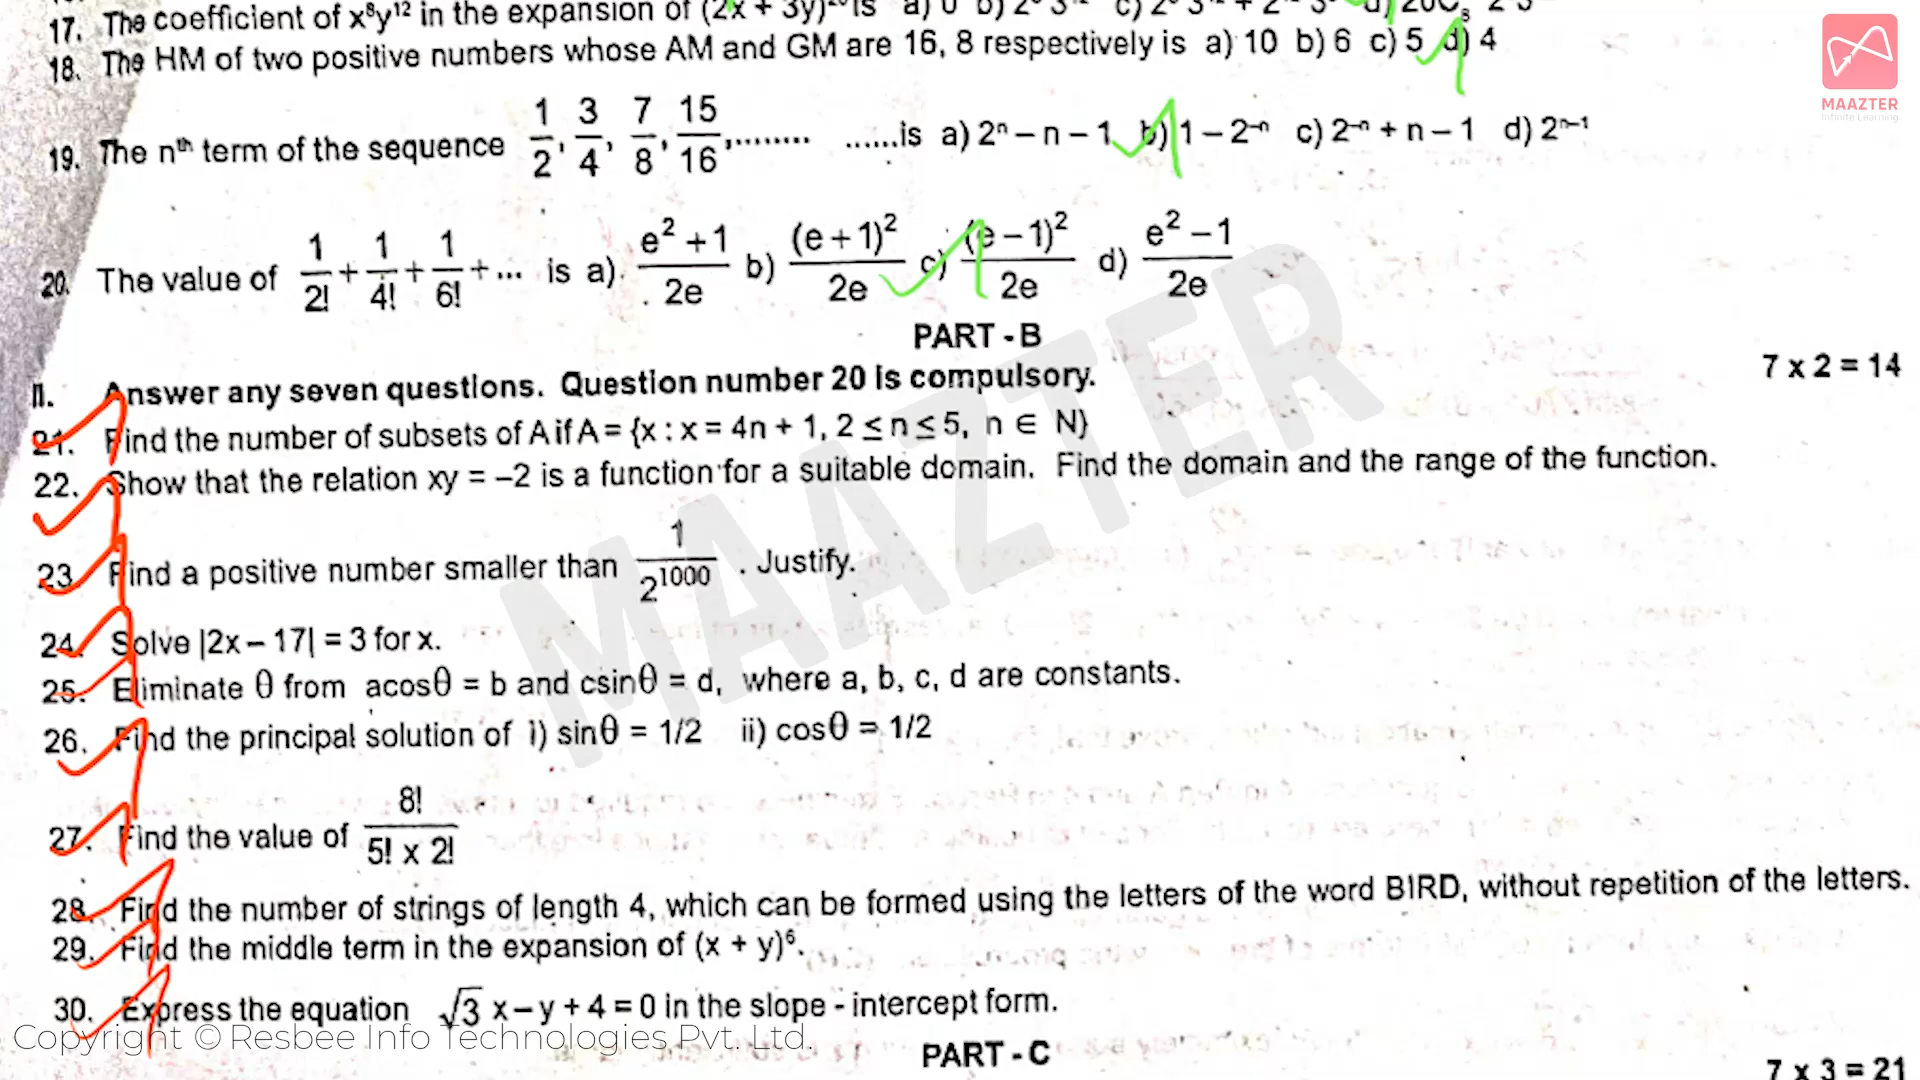 17. The coefficient of x⁸y¹² in the expansion of (2x + 3y)²⁰ is a) 0 b)
18. The HM of two positive numbers whose AM and GM are 16, 8 respectively is a) 10 b) 6 c) 5 d) 4
19. The nᵗʰ term of the sequence 1/2, 3/4, 7/8, 15/16, ......... ......is a) 2ⁿ – n – 1 b) 1 – 2⁻ⁿ c) 2⁻ⁿ + n – 1 d) 2ⁿ⁻¹
20. The value of 1/2! + 1/4! + 1/6! + ... is a) (e² + 1)/2e b) (e + 1)²/2e c) (e – 1)²/2e d) (e² – 1)/2e
PART - B
II. Answer any seven questions. Question number 20 is compulsory. 7 x 2 = 14
21. Find the number of subsets of A if A = {x : x = 4n + 1, 2 ≤ n ≤ 5, n ∈ N}
22. Show that the relation xy = –2 is a function for a suitable domain. Find the domain and the range of the function.
23. Find a positive number smaller than 1/2¹⁰⁰⁰ . Justify.
24. Solve |2x – 17| = 3 for x.
25. Eliminate θ from acosθ = b and csinθ = d, where a, b, c, d are constants.
26. Find the principal solution of i) sinθ = 1/2 ii) cosθ = 1/2
27. Find the value of 8!/(5! x 2!)
28. Find the number of strings of length 4, which can be formed using the letters of the word BIRD, without repetition of the letters.
29. Find the middle term in the expansion of (x + y)⁶.
30. Express the equation √3 x – y + 4 = 0 in the slope - intercept form.
PART - C
7 x 3 = 21
MAAZTER
Infinite Learning
MAAZTER
Copyright © Resbee Info Technologies Pvt. Ltd.